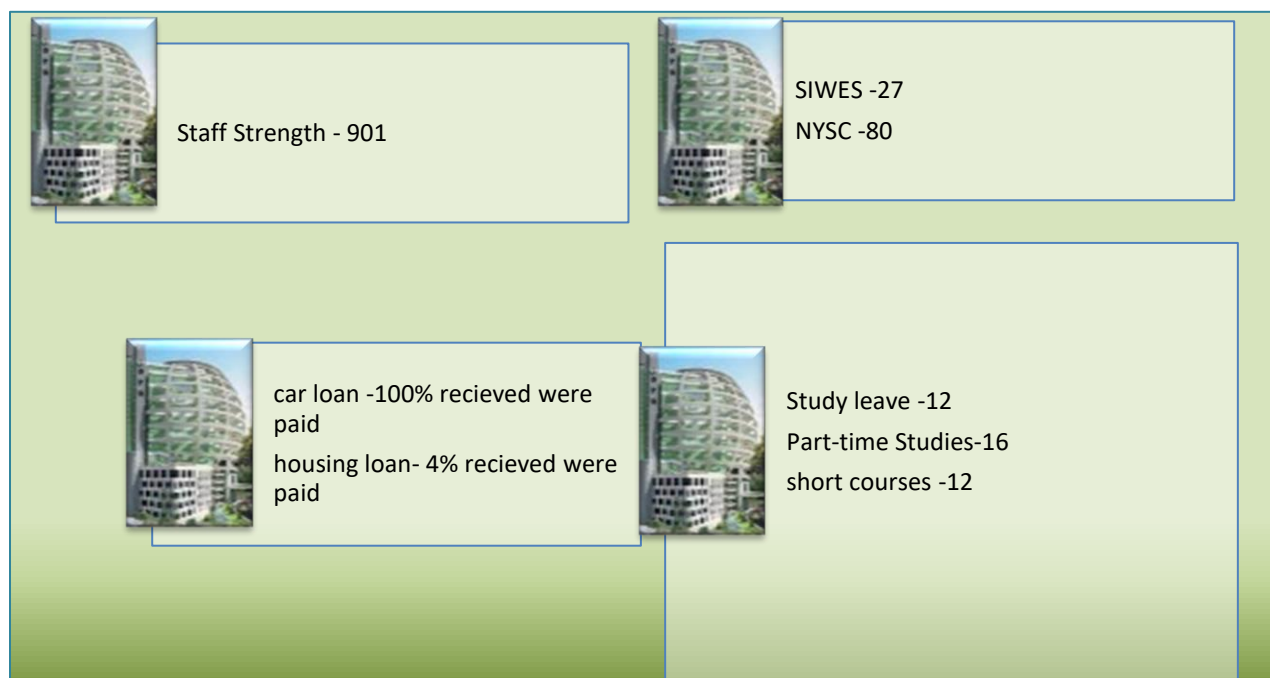 Staff Strength - 901
SIWES -27
NYSC -80
car loan -100% recieved were
paid
housing loan- 4% recieved were
paid
Study leave -12
Part-time Studies-16
short courses -12